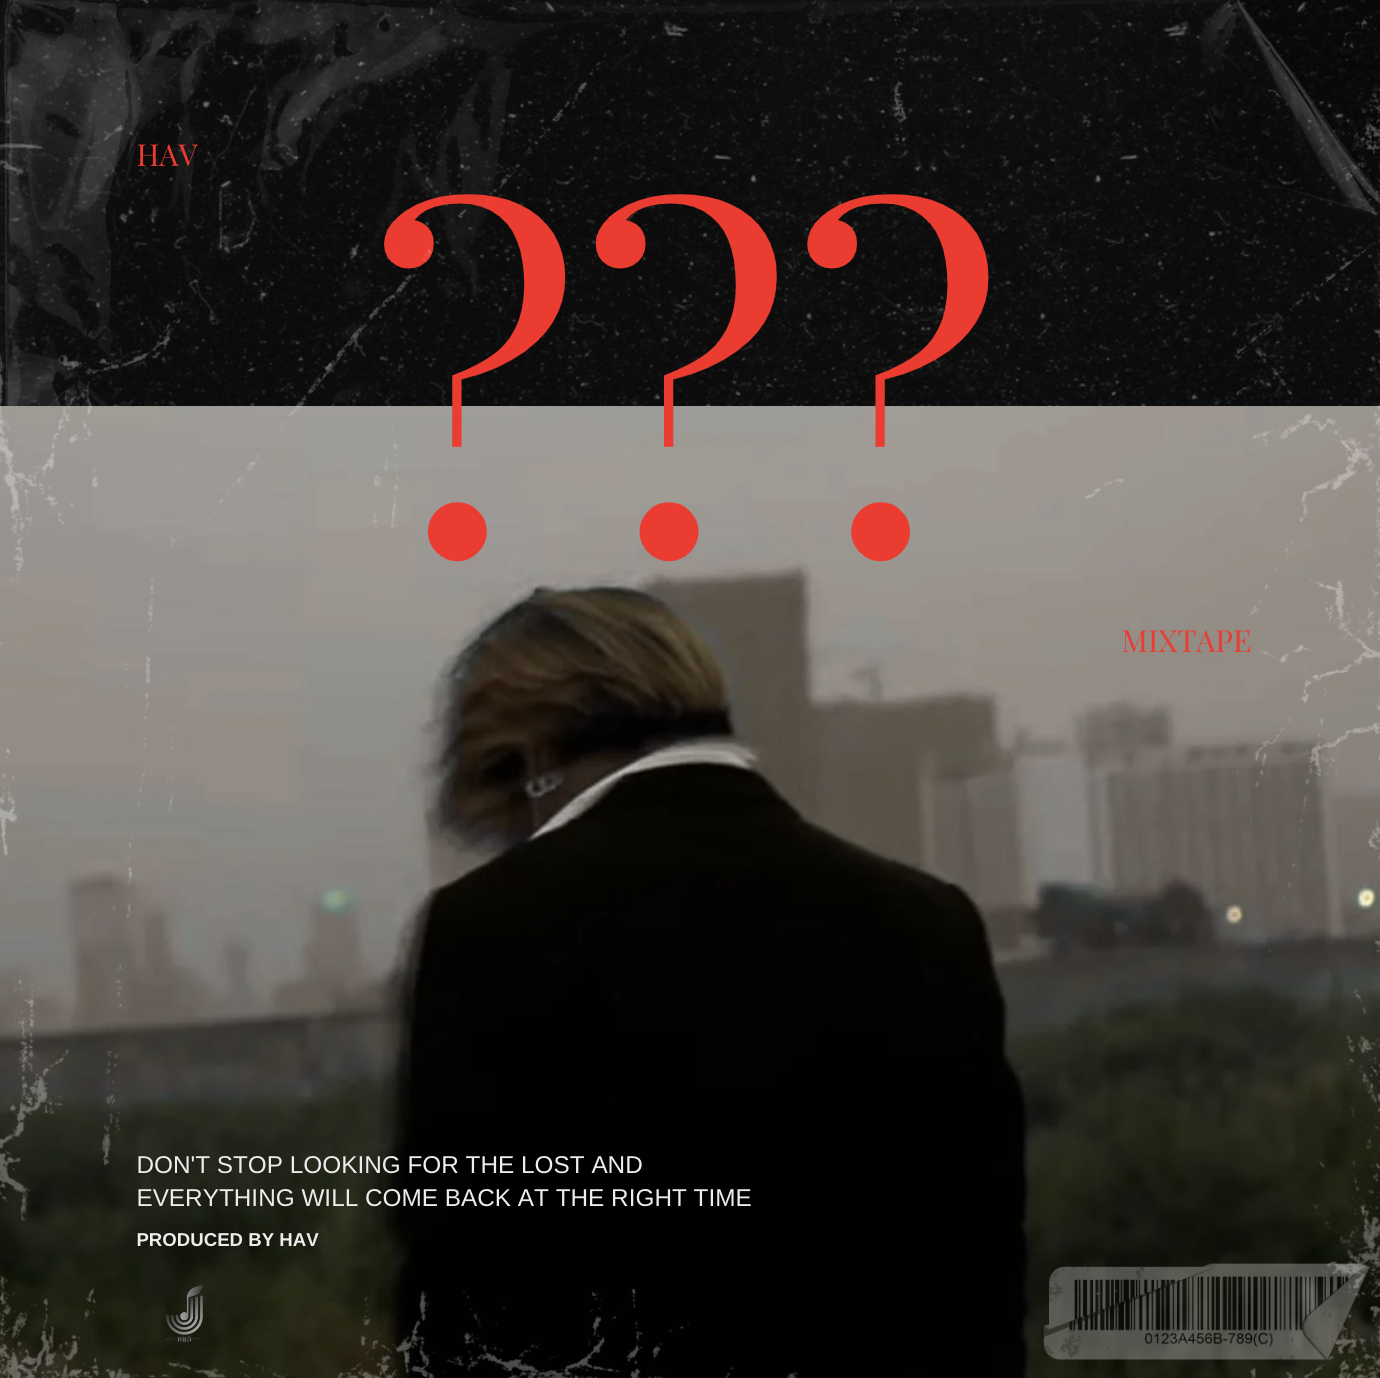 HAV
???
MIXTAPE
DON'T STOP LOOKING FOR THE LOST AND
EVERYTHING WILL COME BACK AT THE RIGHT TIME
PRODUCED BY HAV
0123A456B-789(C)